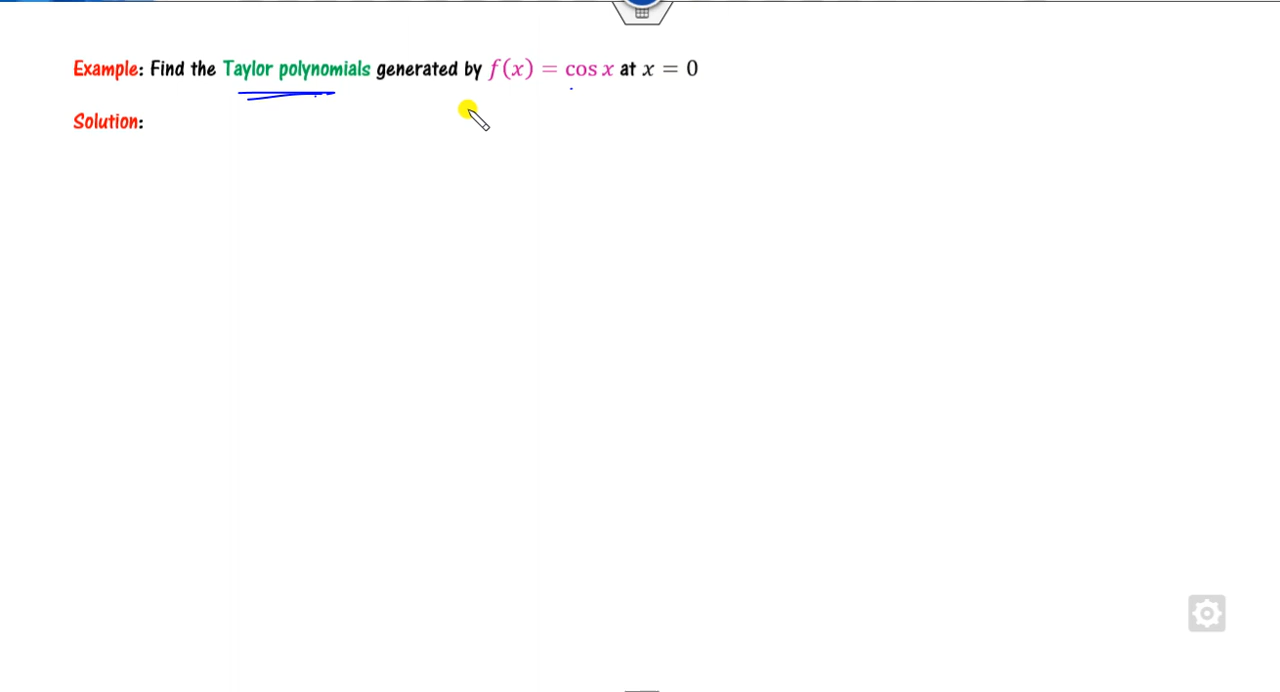 Example: Find the Taylor polynomials generated by f(x) = cos x at x = 0
Solution: